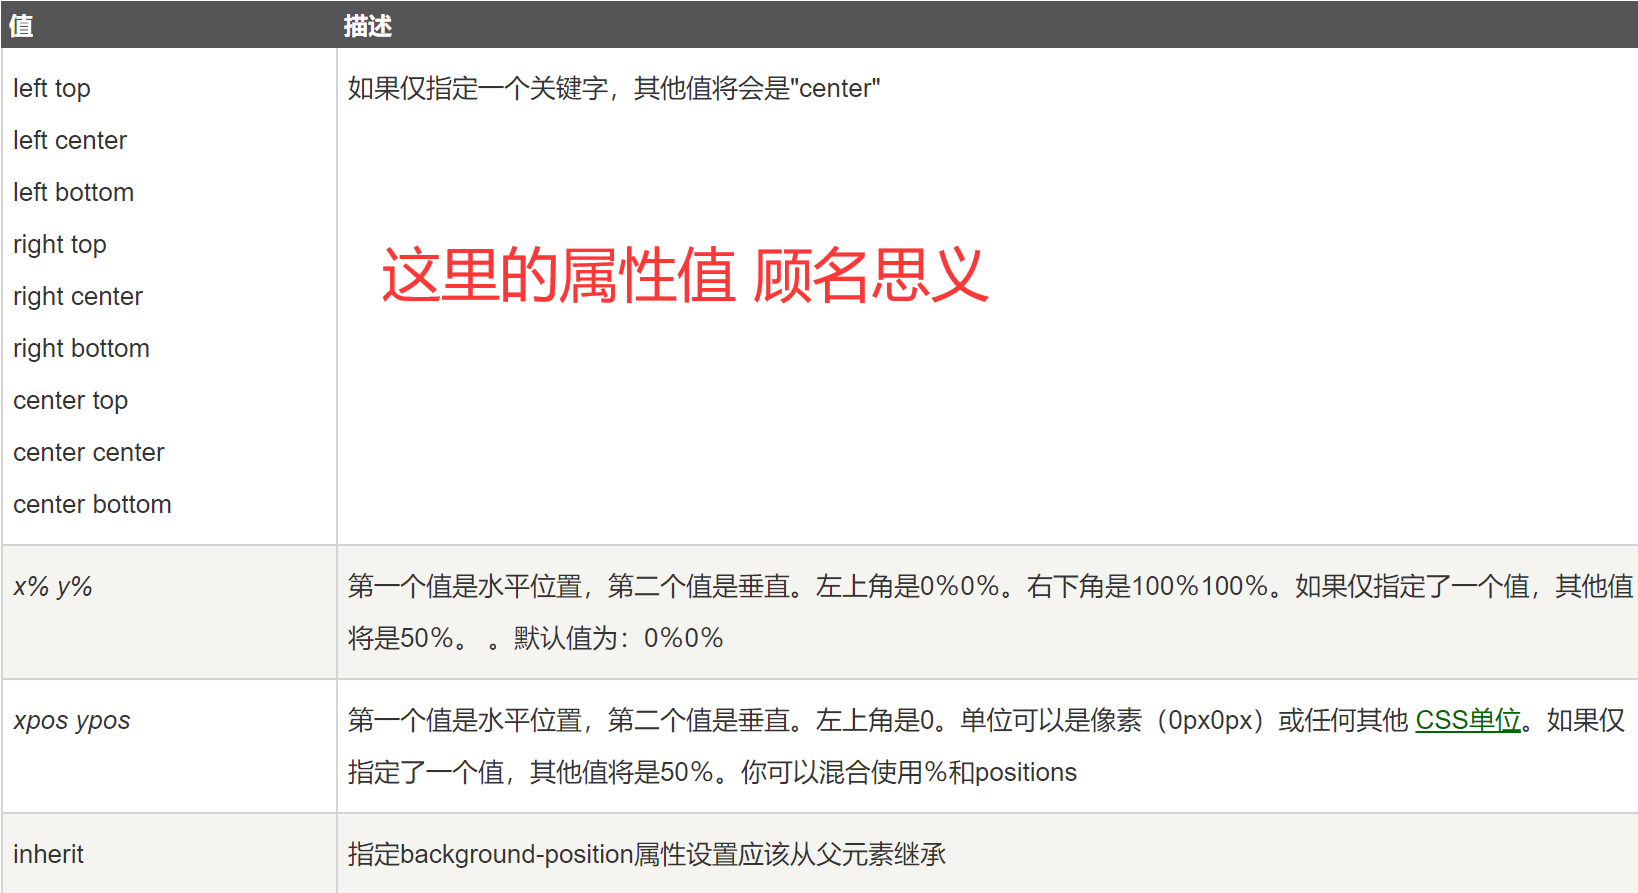 值 描述
left top 如果仅指定一个关键字，其他值将会是"center"
left center
left bottom
right top
这里的属性值 顾名思义
right center
right bottom
center top
center center
center bottom
x% y% 第一个值是水平位置，第二个值是垂直。左上角是0％0％。右下角是100％100％。如果仅指定了一个值，其他值
将是50％。 。默认值为：0％0％
xpos ypos 第一个值是水平位置，第二个值是垂直。左上角是0。单位可以是像素（0px0px）或任何其他 CSS单位。如果仅
指定了一个值，其他值将是50％。你可以混合使用％和positions
inherit 指定background-position属性设置应该从父元素继承